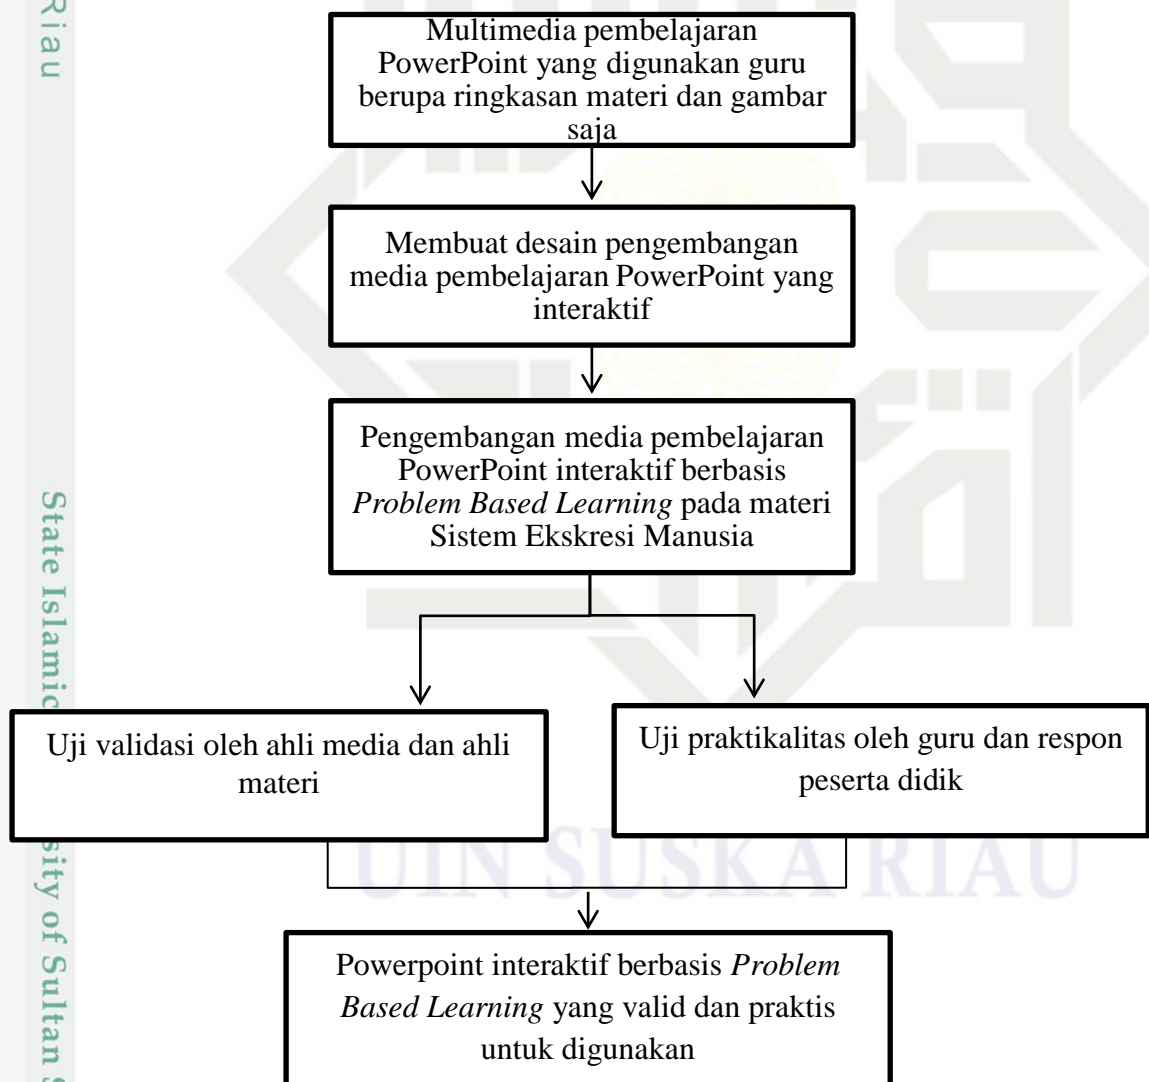 Riau
Multimedia pembelajaran
PowerPoint yang digunakan guru
berupa ringkasan materi dan gambar
saja
Membuat desain pengembangan
media pembelajaran PowerPoint yang
interaktif
Pengembangan media pembelajaran
PowerPoint interaktif berbasis
Problem Based Learning pada materi
Sistem Ekskresi Manusia
Uji validasi oleh ahli media dan ahli
materi
Uji praktikalitas oleh guru dan respon
peserta didik
Powerpoint interaktif berbasis Problem
Based Learning yang valid dan praktis
untuk digunakan
State Islamic
sity of Sultan S
UIN SUSKA RIAU